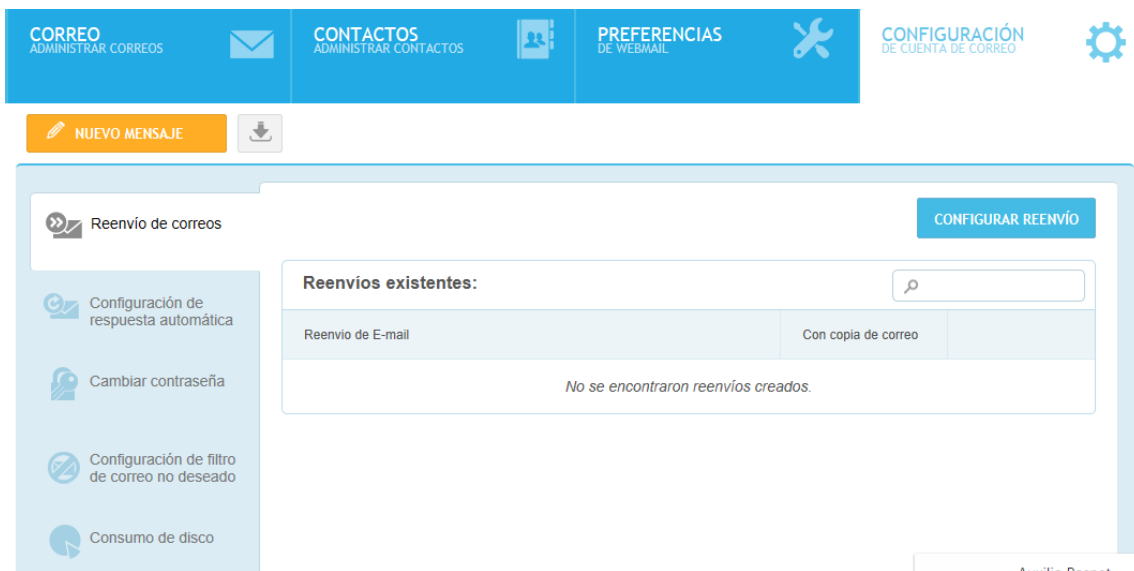 CORREO
ADMINISTRAR CORREOS
CONTACTOS
ADMINISTRAR CONTACTOS
PREFERENCIAS
DE WEBMAIL
CONFIGURACIÓN
DE CUENTA DE CORREO
NUEVO MENSAJE
Reenvío de correos
CONFIGURAR REENVÍO
Configuración de
respuesta automática
Cambiar contraseña
Configuración de filtro
de correo no deseado
Consumo de disco
Reenvíos existentes:
Reenvio de E-mail
Con copia de correo
No se encontraron reenvíos creados.